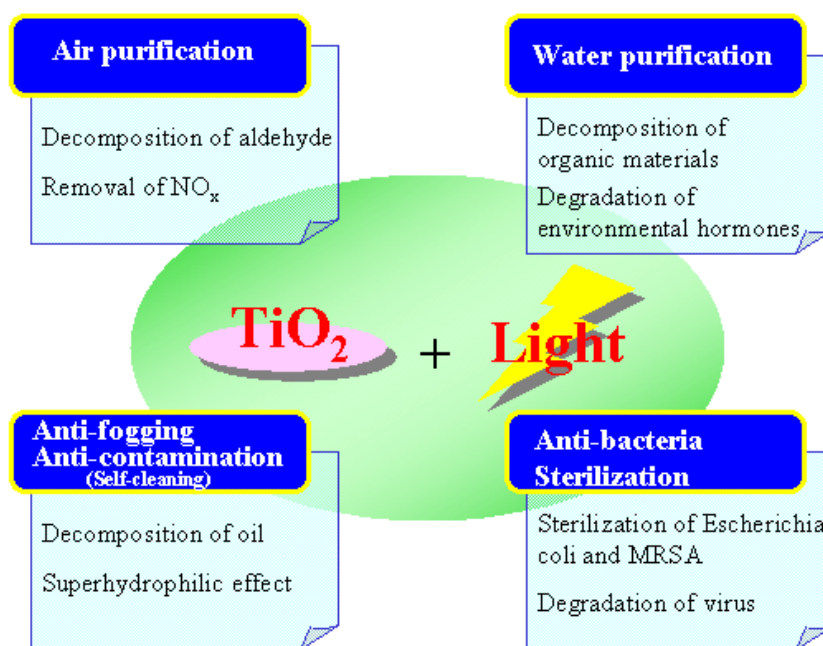 Air purification
Decomposition of aldehyde
Removal of NOₓ
Water purification
Decomposition of
organic materials
Degradation of
environmental hormones
TiO₂ + Light
Anti-fogging
Anti-contamination
(Self-cleaning)
Decomposition of oil
Superhydrophilic effect
Anti-bacteria
Sterilization
Sterilization of Escherichia
coli and MRSA
Degradation of virus